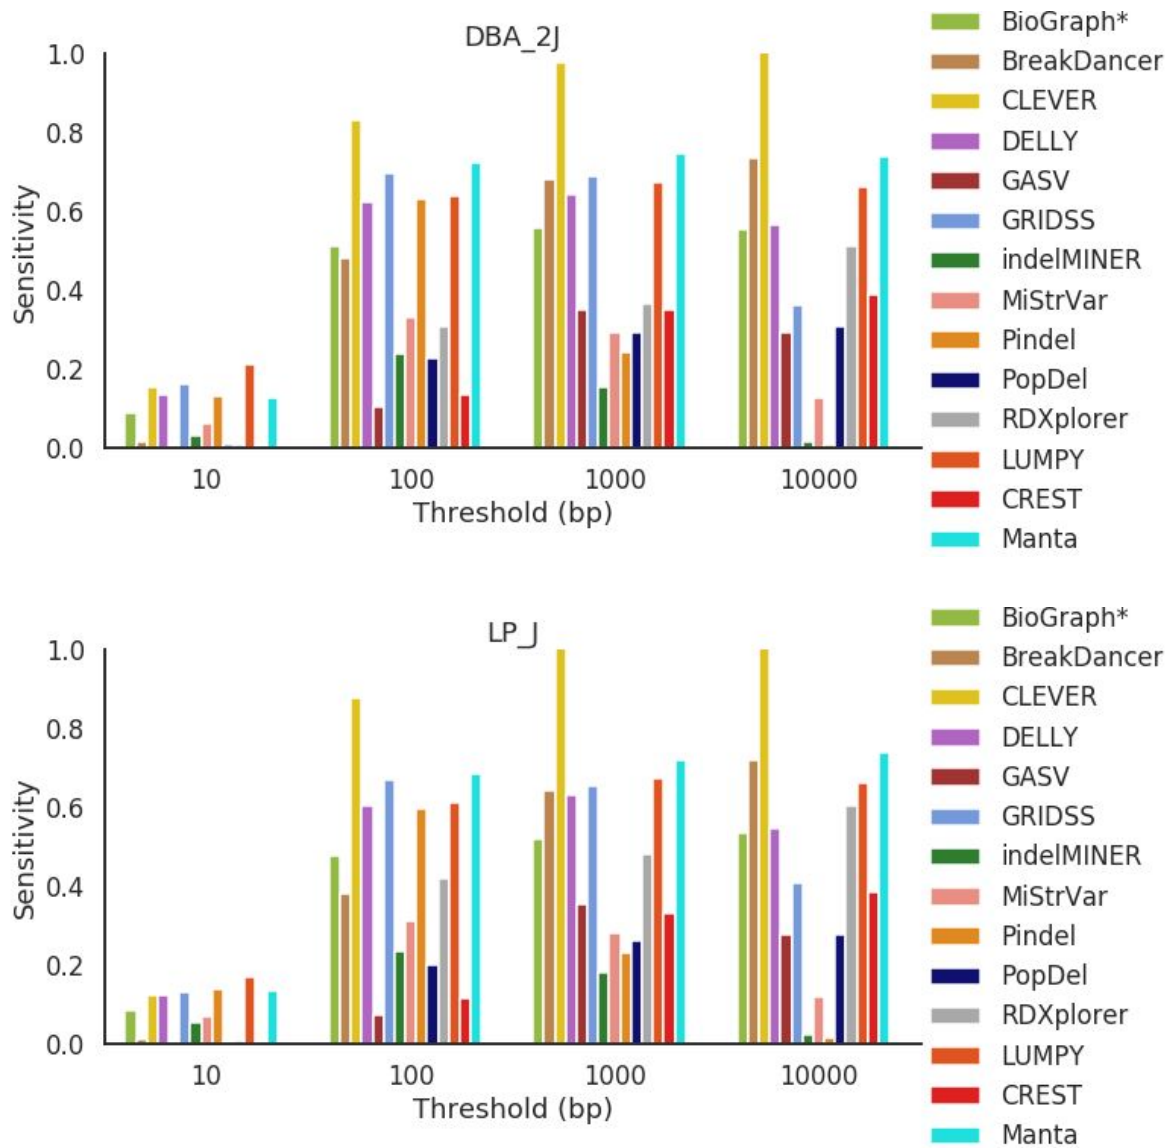 DBA_2J
Sensitivity
1.0
0.8
0.6
0.4
0.2
0.0
10 100 1000 10000
Threshold (bp)
BioGraph*
BreakDancer
CLEVER
DELLY
GASV
GRIDSS
indelMINER
MiStrVar
Pindel
PopDel
RDXplorer
LUMPY
CREST
Manta
LP_J
Sensitivity
1.0
0.8
0.6
0.4
0.2
0.0
10 100 1000 10000
Threshold (bp)
BioGraph*
BreakDancer
CLEVER
DELLY
GASV
GRIDSS
indelMINER
MiStrVar
Pindel
PopDel
RDXplorer
LUMPY
CREST
Manta